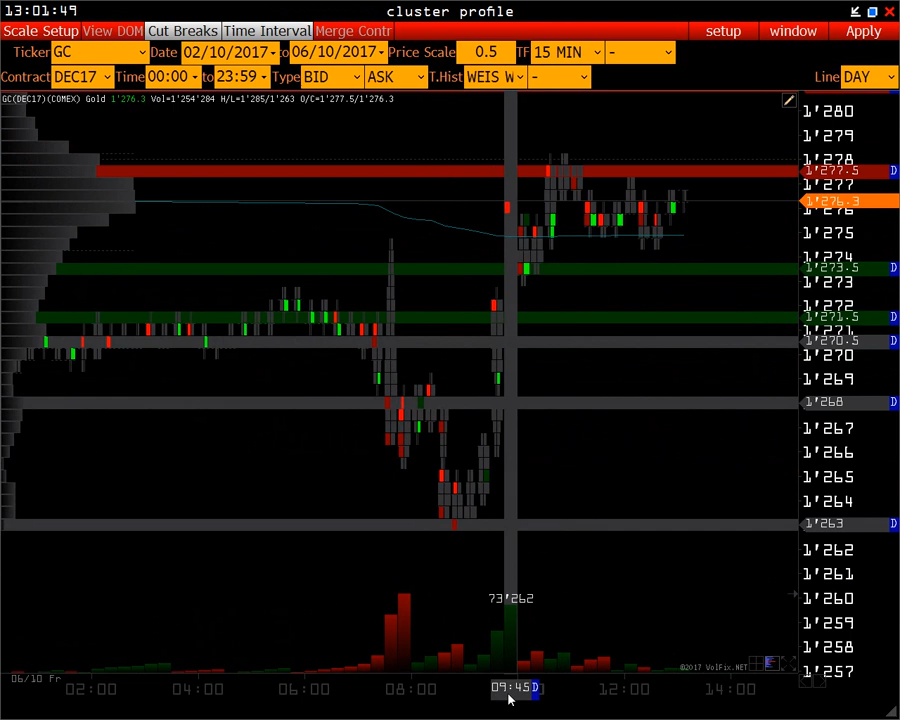 13:01:49 cluster profile
Scale Setup View DOM Cut Breaks Time Interval Merge Contr setup window Apply
Ticker GC Date 02/10/2017 to 06/10/2017 Price Scale 0.5 TF 15 MIN -
Contract DEC17 Time 00:00 to 23:59 Type BID ASK T.Hist WEIS W -
Line DAY
GC(DEC17)(COMEX) Gold 1'276.3 Vol=1'254'204 H/L=1'285/1'263 O/C=1'277.5/1'276.3
1'280
1'279
1'278
1'277.5 D
1'277
1'276.3
1'276
1'275
1'274
1'273.5 D
1'273
1'272
1'271.5 D
1'271
1'270.5 D
1'270
1'269
1'268 D
1'267
1'266
1'265
1'264
1'263 D
1'262
1'261
1'260
73'262
1'259
1'258
©2017 VolFix.NET
1'257
06/10 Fr
02:00 04:00 06:00 08:00 09:45 D 12:00 14:00